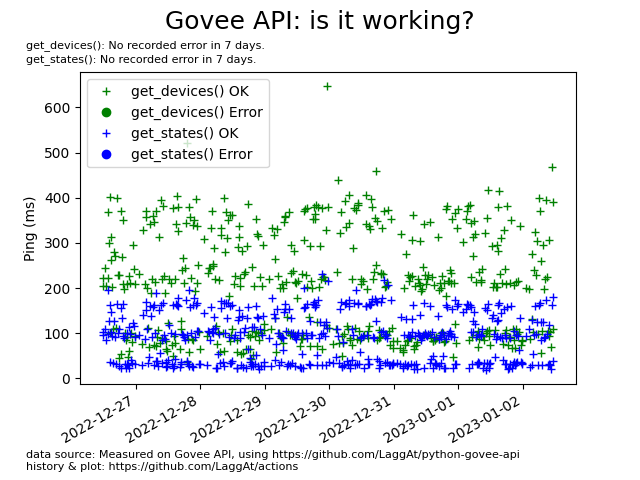 Govee API: is it working?
get_devices(): No recorded error in 7 days.
get_states(): No recorded error in 7 days.
get_devices() OK
get_devices() Error
get_states() OK
get_states() Error
Ping (ms)
600
500
400
300
200
100
0
2022-12-27
2022-12-28
2022-12-29
2022-12-30
2022-12-31
2023-01-01
2023-01-02
data source: Measured on Govee API, using https://github.com/LaggAt/python-govee-api
history & plot: https://github.com/LaggAt/actions